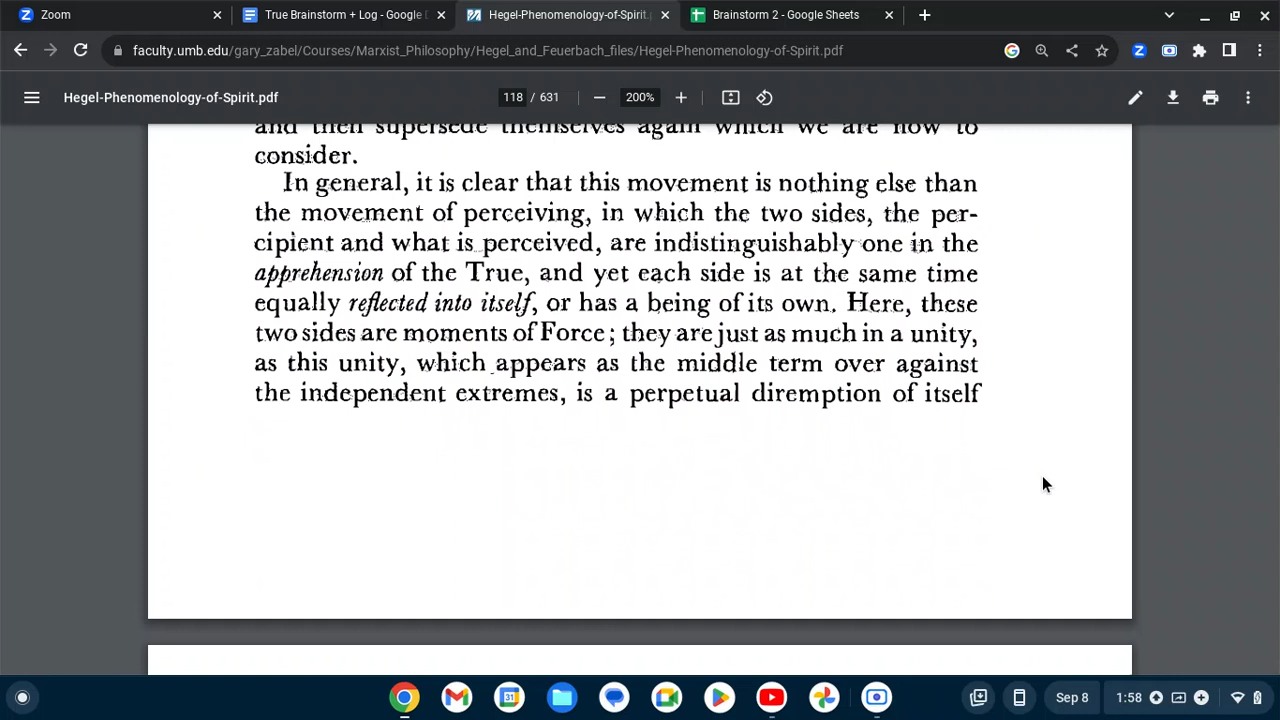 Zoom
True Brainstorm + Log - Google D
Hegel-Phenomenology-of-Spirit.
Brainstorm 2 - Google Sheets
faculty.umb.edu/gary_zabel/Courses/Marxist_Philosophy/Hegel_and_Feuerbach_files/Hegel-Phenomenology-of-Spirit.pdf
Hegel-Phenomenology-of-Spirit.pdf
118 / 631
200%
and then supersede themselves again which we are now to
consider.
In general, it is clear that this movement is nothing else than
the movement of perceiving, in which the two sides, the per-
cipient and what is perceived, are indistinguishably one in the
apprehension of the True, and yet each side is at the same time
equally reflected into itself, or has a being of its own. Here, these
two sides are moments of Force; they are just as much in a unity,
as this unity, which appears as the middle term over against
the independent extremes, is a perpetual diremption of itself
31
Sep 8
1:58